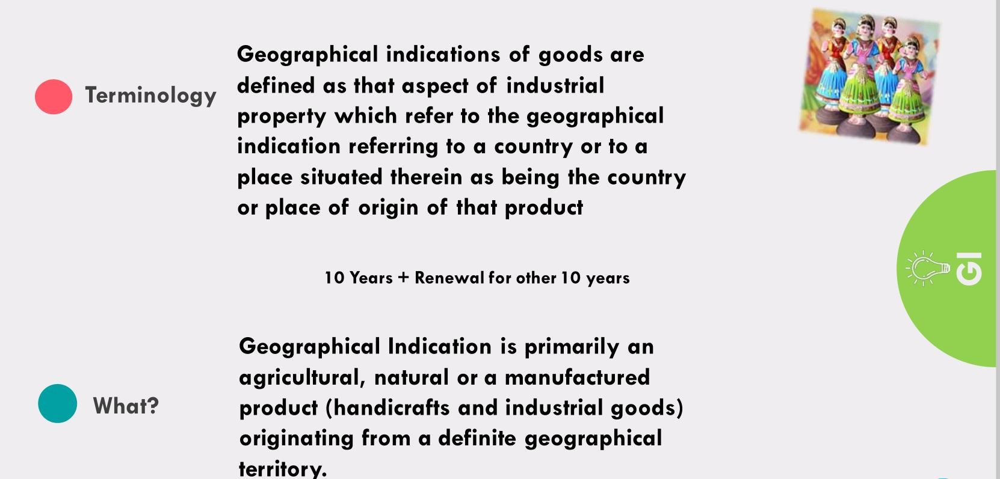 Terminology
Geographical indications of goods are
defined as that aspect of industrial
property which refer to the geographical
indication referring to a country or to a
place situated therein as being the country
or place of origin of that product
10 Years + Renewal for other 10 years
GI
What?
Geographical Indication is primarily an
agricultural, natural or a manufactured
product (handicrafts and industrial goods)
originating from a definite geographical
territory.